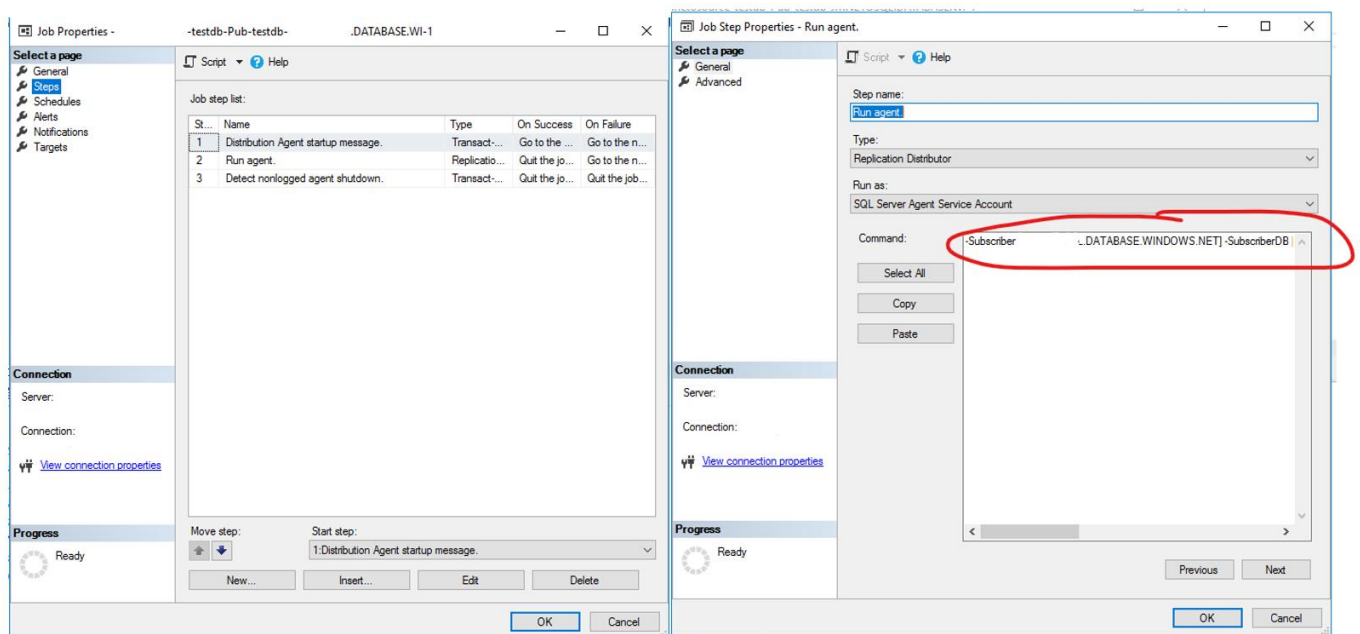 Job Properties - -testdb-Pub-testdb- .DATABASE.WI-1
Select a page
General
Steps
Schedules
Alerts
Notifications
Targets
Script Help
Job step list:
St... Name Type On Success On Failure
1 Distribution Agent startup message. Transact-... Go to the ... Go to the n...
2 Run agent. Replicatio... Quit the jo... Go to the n...
3 Detect nonlogged agent shutdown. Transact-... Quit the jo... Quit the job...
Connection
Server:
Connection:
View connection properties
Progress
Ready
Move step: Start step:
1:Distribution Agent startup message.
New... Insert... Edit Delete
OK Cancel
Job Step Properties - Run agent.
Select a page
General
Advanced
Script Help
Step name:
Run agent.
Type:
Replication Distributor
Run as:
SQL Server Agent Service Account
Command:
-Subscriber .DATABASE.WINDOWS.NET] -SubscriberDB
Select All
Copy
Paste
Connection
Server:
Connection:
View connection properties
Progress
Ready
Previous Next
OK Cancel